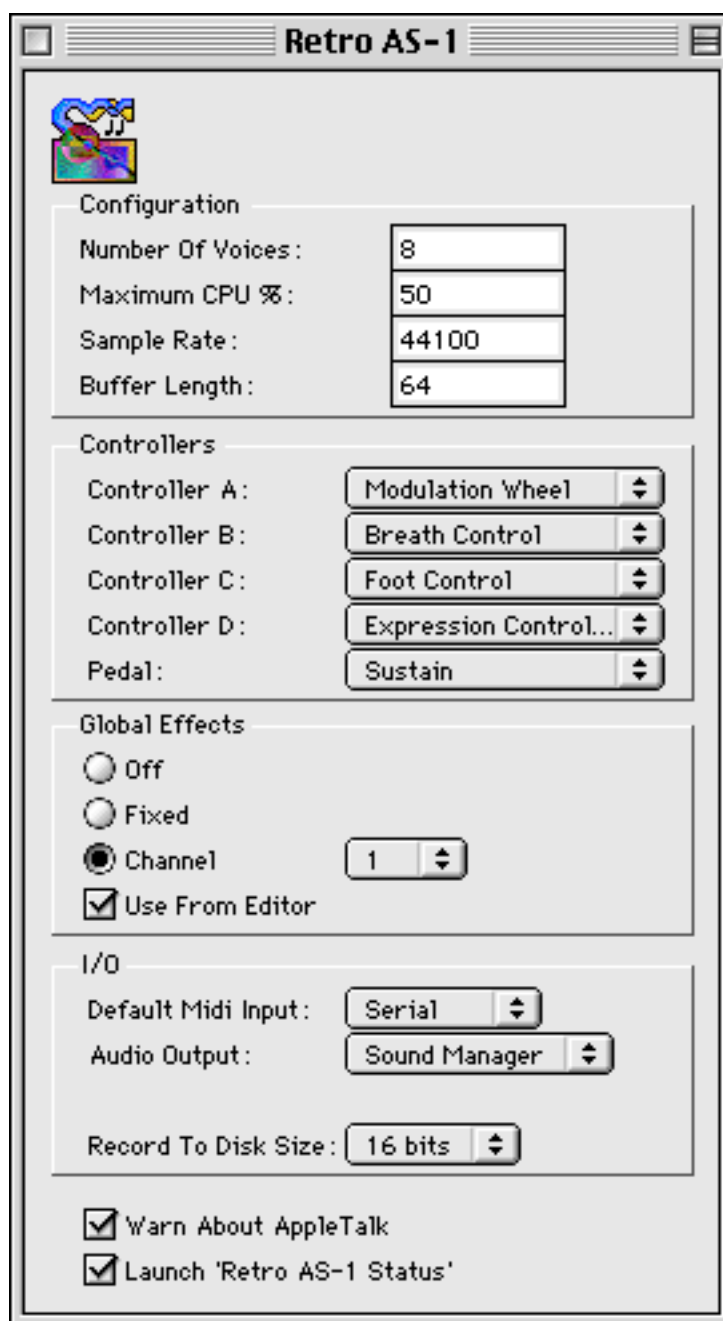 Retro AS-1
Configuration
Number Of Voices: 8
Maximum CPU %: 50
Sample Rate: 44100
Buffer Length: 64
Controllers
Controller A: Modulation Wheel
Controller B: Breath Control
Controller C: Foot Control
Controller D: Expression Control...
Pedal: Sustain
Global Effects
Off
Fixed
Channel 1
Use From Editor
I/O
Default Midi Input: Serial
Audio Output: Sound Manager
Record To Disk Size: 16 bits
Warn About AppleTalk
Launch 'Retro AS-1 Status'